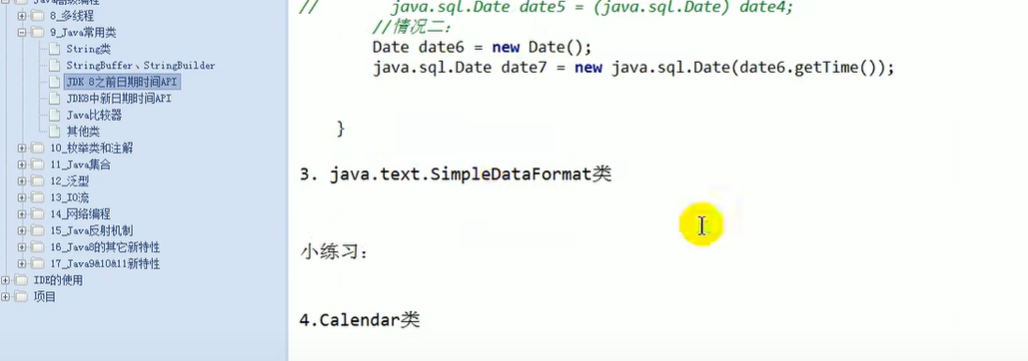 8_多线程
9_Java常用类
String类
StringBuffer、StringBuilder
JDK 8之前日期时间API
JDK8中新日期时间API
Java比较器
其他类
10_枚举类和注解
11_Java集合
12_泛型
13_IO流
14_网络编程
15_Java反射机制
16_Java8的其它新特性
17_Java9&10&11新特性
IDE的使用
项目
// java.sql.Date date5 = (java.sql.Date) date4;
//情况二：
Date date6 = new Date();
java.sql.Date date7 = new java.sql.Date(date6.getTime());
}
3. java.text.SimpleDataFormat类
小练习：
4.Calendar类